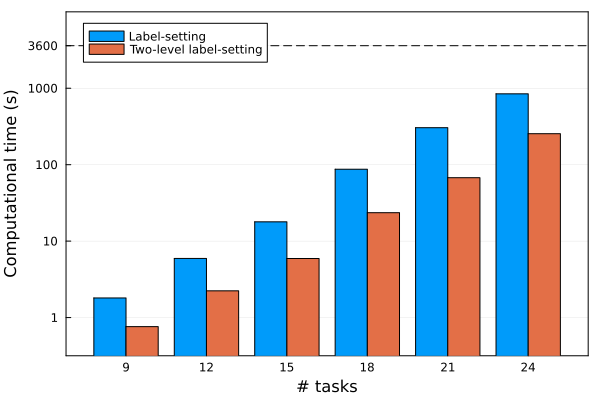 Label-setting
Two-level label-setting
3600
1000
100
10
1
Computational time (s)
9 12 15 18 21 24
# tasks